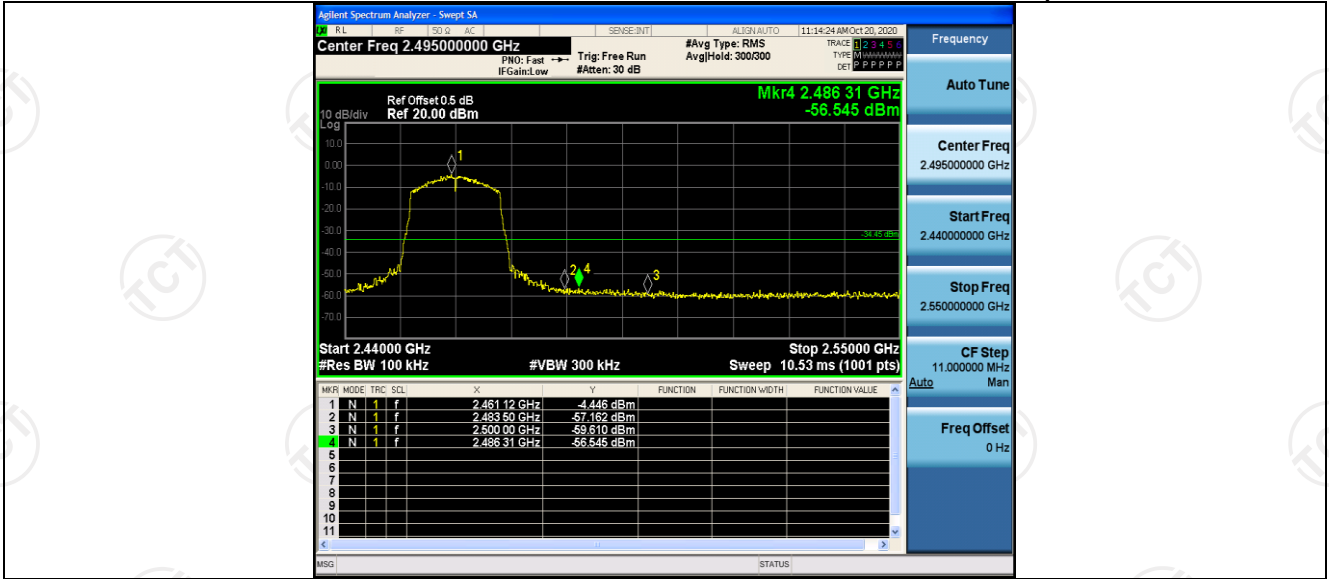 Agilent Spectrum Analyzer - Swept SA
RL RF 50 Ω AC SENSE:INT ALIGN AUTO 11:14:24 AM Oct 20, 2020
Center Freq 2.495000000 GHz
PNO: Fast
IFGain:Low
Trig: Free Run
#Atten: 30 dB
#Avg Type: RMS
Avg|Hold: 300/300
TRACE 1 2 3 4 5 6
TYPE M
DET P P P P P P
Frequency
Mkr4 2.486 31 GHz
-56.545 dBm
Ref Offset 0.5 dB
10 dB/div Ref 20.00 dBm
Log
10.0
0.00
-10.0
-20.0
-30.0
-40.0
-50.0
-60.0
-70.0
1
2
4
3
-34.45 dBm
Start 2.44000 GHz Stop 2.55000 GHz
#Res BW 100 kHz #VBW 300 kHz Sweep 10.53 ms (1001 pts)
MKR MODE TRC SCL X Y FUNCTION FUNCTION WIDTH FUNCTION VALUE
1 N 1 f 2.461 12 GHz -4.446 dBm
2 N 1 f 2.483 50 GHz -57.162 dBm
3 N 1 f 2.500 00 GHz -59.610 dBm
4 N 1 f 2.486 31 GHz -56.545 dBm
5
6
7
8
9
10
11
MSG STATUS
Auto Tune
Center Freq
2.495000000 GHz
Start Freq
2.440000000 GHz
Stop Freq
2.550000000 GHz
CF Step
11.000000 MHz
Auto Man
Freq Offset
0 Hz
TCT
TCT